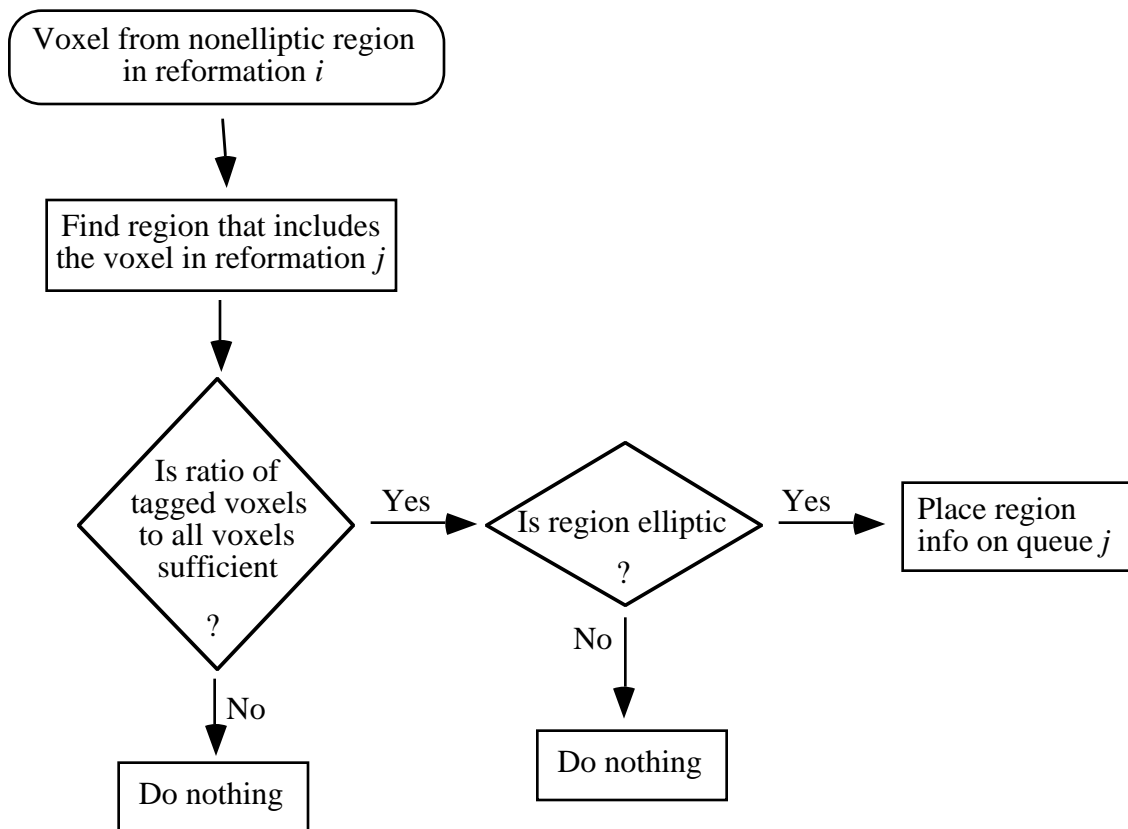 Voxel from nonelliptic region
in reformation i
Find region that includes
the voxel in reformation j
Is ratio of
tagged voxels
to all voxels
sufficient
?
Yes
Is region elliptic
?
Yes
Place region
info on queue j
No
Do nothing
No
Do nothing